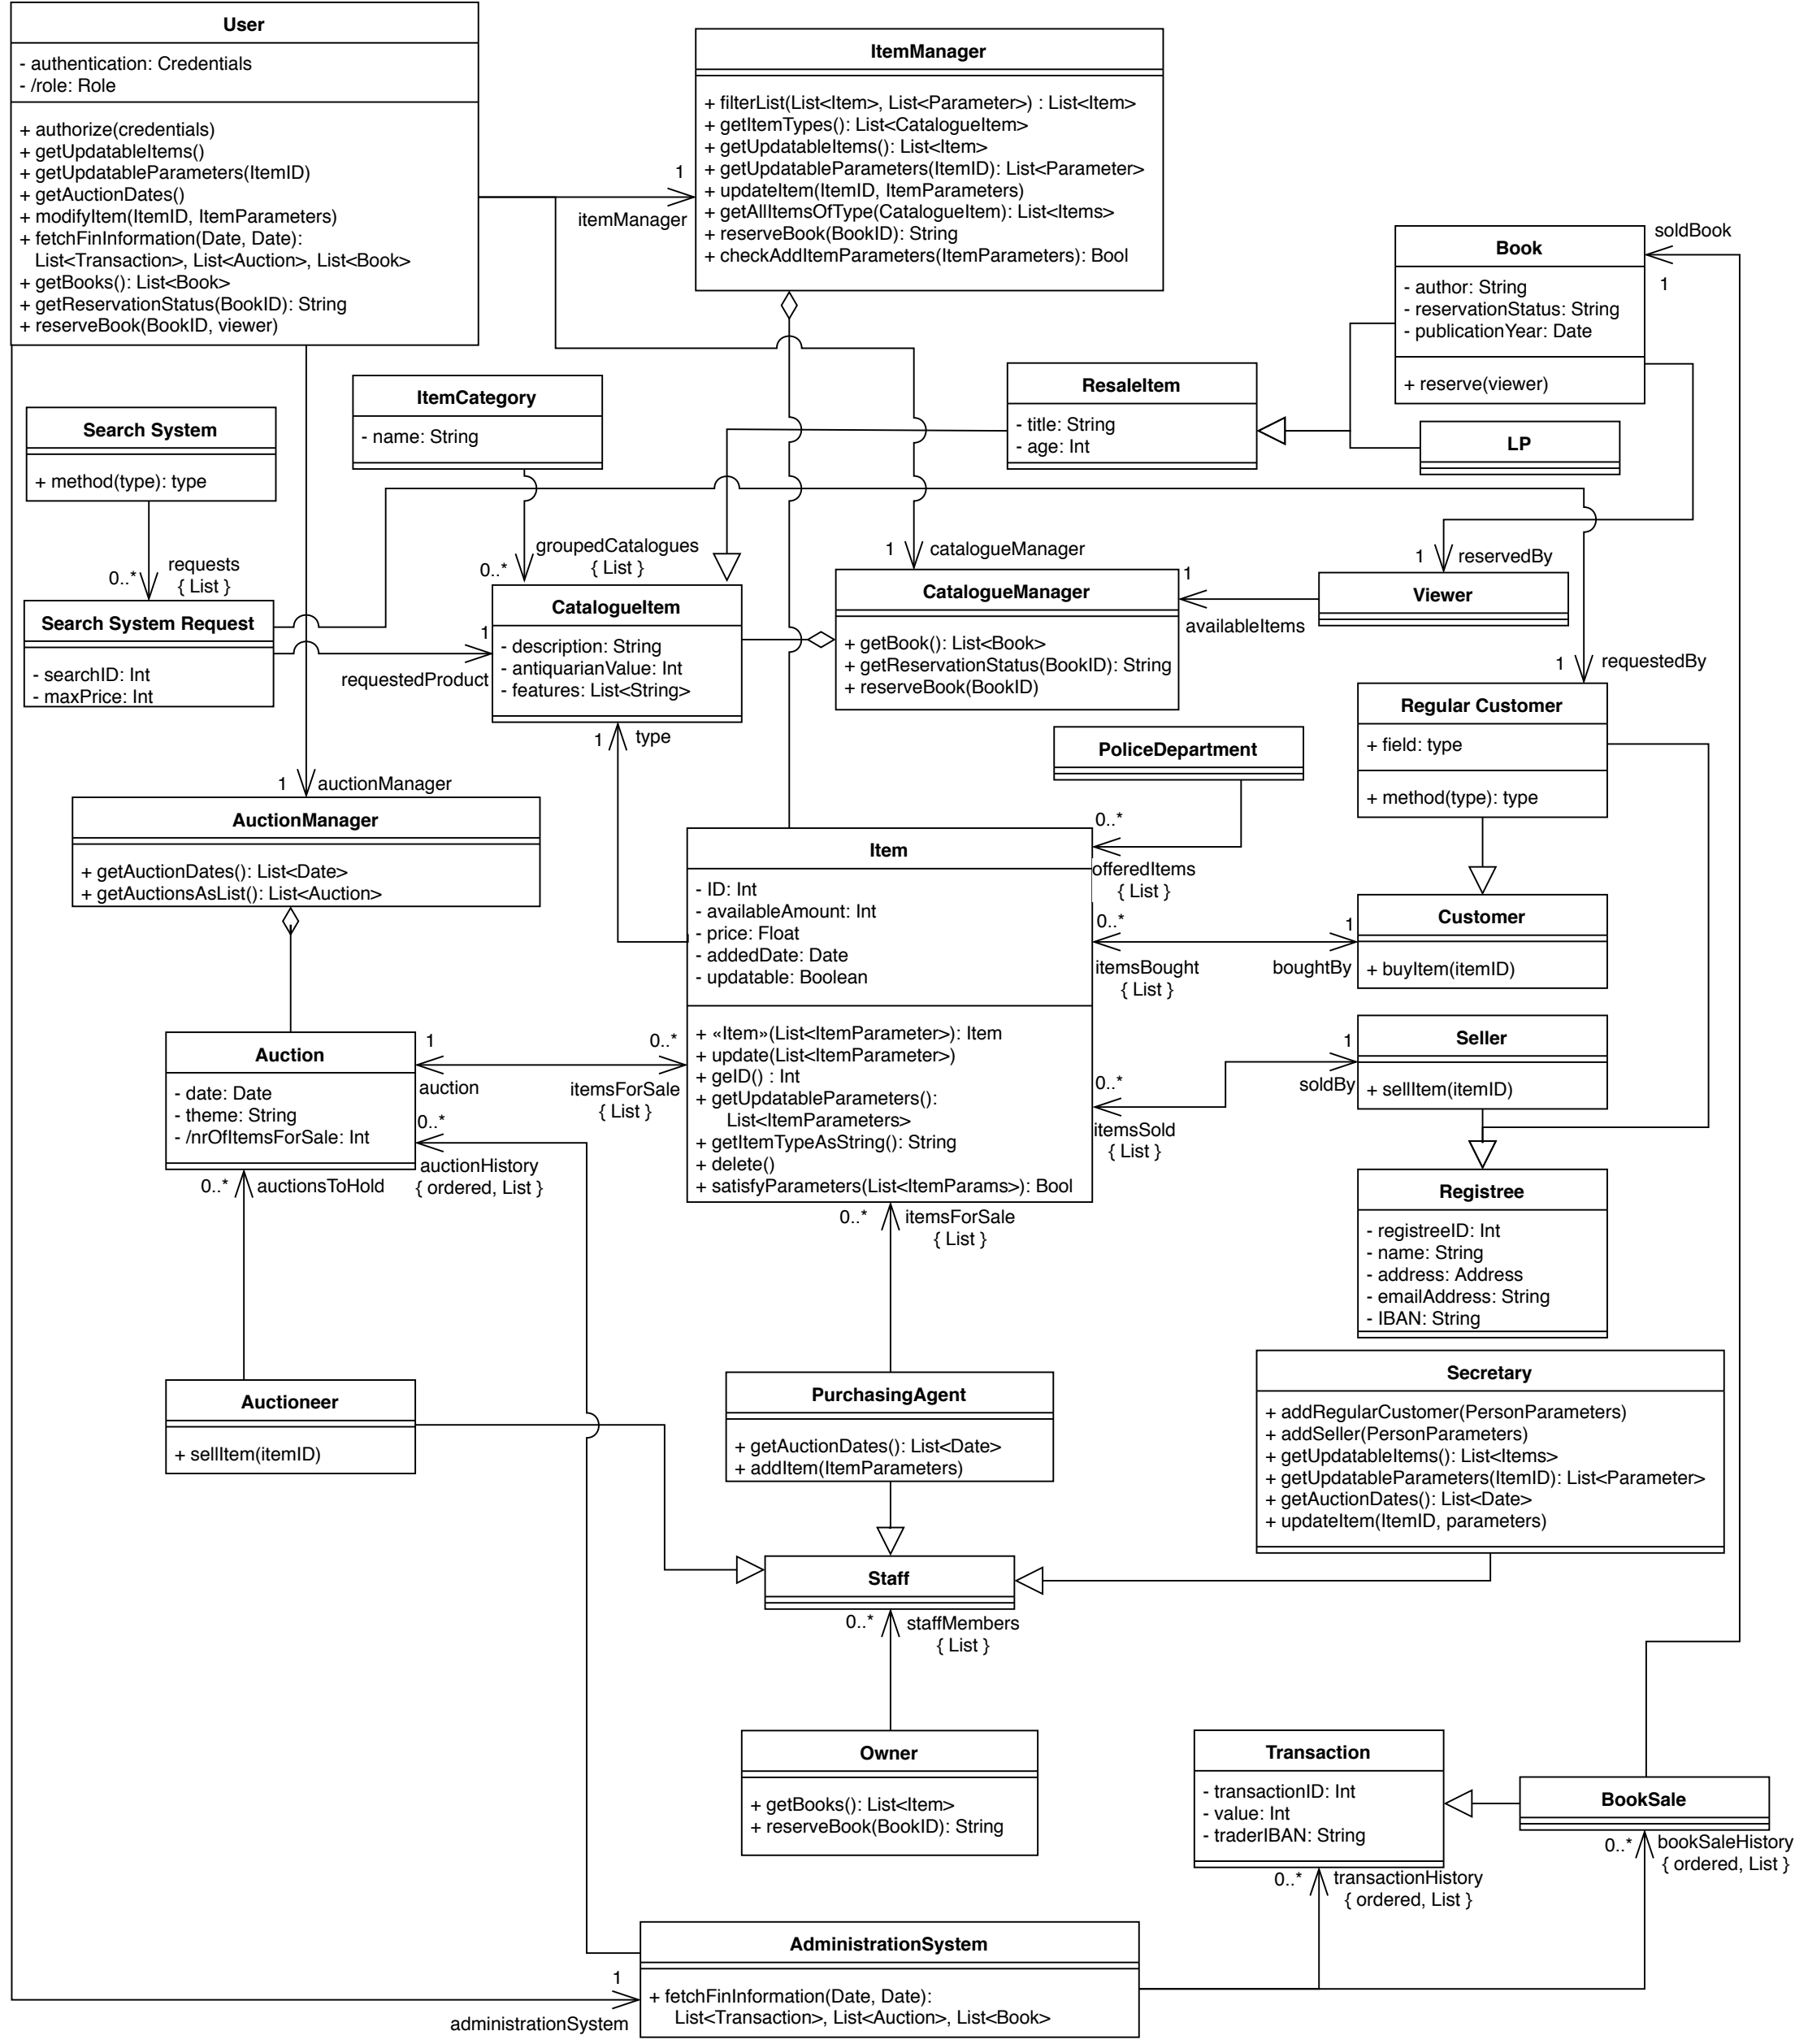 User
- authentication: Credentials
- /role: Role
+ authorize(credentials)
+ getUpdatableItems()
+ getUpdatableParameters(ItemID)
+ getAuctionDates()
+ modifyItem(ItemID, ItemParameters)
+ fetchFinInformation(Date, Date):
List<Transaction>, List<Auction>, List<Book>
+ getBooks(): List<Book>
+ getReservationStatus(BookID): String
+ reserveBook(BookID, viewer)
ItemManager
+ filterList(List<Item>, List<Parameter>) : List<Item>
+ getItemTypes(): List<CatalogueItem>
+ getUpdatableItems(): List<Item>
+ getUpdatableParameters(ItemID): List<Parameter>
+ updateItem(ItemID, ItemParameters)
+ getAllItemsOfType(CatalogueItem): List<Items>
+ reserveBook(BookID): String
+ checkAddItemParameters(ItemParameters): Bool
1
itemManager
Book
- author: String
- reservationStatus: String
- publicationYear: Date
+ reserve(viewer)
soldBook
1
ResaleItem
- title: String
- age: Int
LP
ItemCategory
- name: String
Search System
+ method(type): type
requests
0..*
{ List }
groupedCatalogues
0..*
{ List }
1
catalogueManager
1
reservedBy
Search System Request
- searchID: Int
- maxPrice: Int
1
requestedProduct
CatalogueItem
- description: String
- antiquarianValue: Int
- features: List<String>
CatalogueManager
+ getBook(): List<Book>
+ getReservationStatus(BookID): String
+ reserveBook(BookID)
1
availableItems
Viewer
1
requestedBy
Regular Customer
+ field: type
+ method(type): type
1
type
PoliceDepartment
1
auctionManager
AuctionManager
+ getAuctionDates(): List<Date>
+ getAuctionsAsList(): List<Auction>
Item
- ID: Int
- availableAmount: Int
- price: Float
- addedDate: Date
- updatable: Boolean
+ «Item»(List<ItemParameter>): Item
+ update(List<ItemParameter>)
+ geID() : Int
+ getUpdatableParameters():
List<ItemParameters>
+ getItemTypeAsString(): String
+ delete()
+ satisfyParameters(List<ItemParams>): Bool
0..*
offeredItems
{ List }
0..*
itemsBought
{ List }
1
boughtBy
Customer
+ buyItem(itemID)
1
soldBy
0..*
itemsSold
{ List }
Seller
+ sellItem(itemID)
Auction
- date: Date
- theme: String
- /nrOfItemsForSale: Int
1
auction
0..*
itemsForSale
{ List }
0..*
auctionHistory
{ ordered, List }
0..*
auctionsToHold
Registree
- registreeID: Int
- name: String
- address: Address
- emailAddress: String
- IBAN: String
0..*
itemsForSale
{ List }
Auctioneer
+ sellItem(itemID)
PurchasingAgent
+ getAuctionDates(): List<Date>
+ addItem(ItemParameters)
Secretary
+ addRegularCustomer(PersonParameters)
+ addSeller(PersonParameters)
+ getUpdatableItems(): List<Items>
+ getUpdatableParameters(ItemID): List<Parameter>
+ getAuctionDates(): List<Date>
+ updateItem(ItemID, parameters)
Staff
0..*
staffMembers
{ List }
Owner
+ getBooks(): List<Item>
+ reserveBook(BookID): String
Transaction
- transactionID: Int
- value: Int
- traderIBAN: String
BookSale
0..*
bookSaleHistory
{ ordered, List }
0..*
transactionHistory
{ ordered, List }
AdministrationSystem
+ fetchFinInformation(Date, Date):
List<Transaction>, List<Auction>, List<Book>
1
administrationSystem